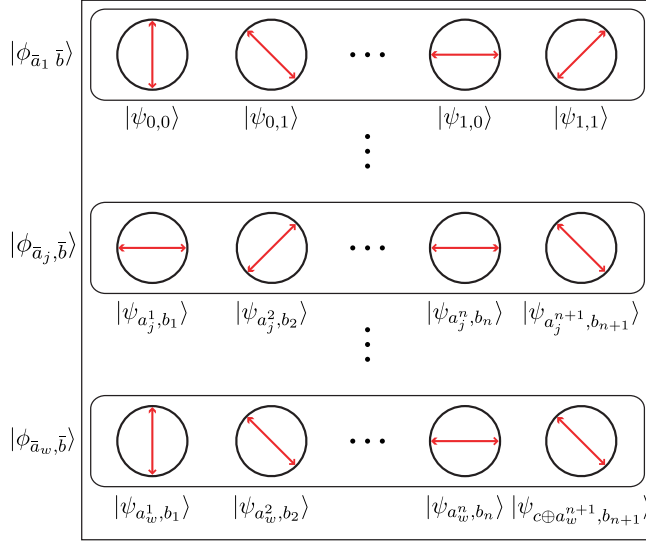 |ϕ_{ā₁ b̄}⟩ ···
|ψ_{0,0}⟩ |ψ_{0,1}⟩ |ψ_{1,0}⟩ |ψ_{1,1}⟩
⋮
|ϕ_{ā_j,b̄}⟩ ···
|ψ_{a_j^1,b_1}⟩ |ψ_{a_j^2,b_2}⟩ |ψ_{a_j^n,b_n}⟩ |ψ_{a_j^{n+1},b_{n+1}}⟩
⋮
|ϕ_{ā_w,b̄}⟩ ···
|ψ_{a_w^1,b_1}⟩ |ψ_{a_w^2,b_2}⟩ |ψ_{a_w^n,b_n}⟩ |ψ_{c⊕a_w^{n+1},b_{n+1}}⟩